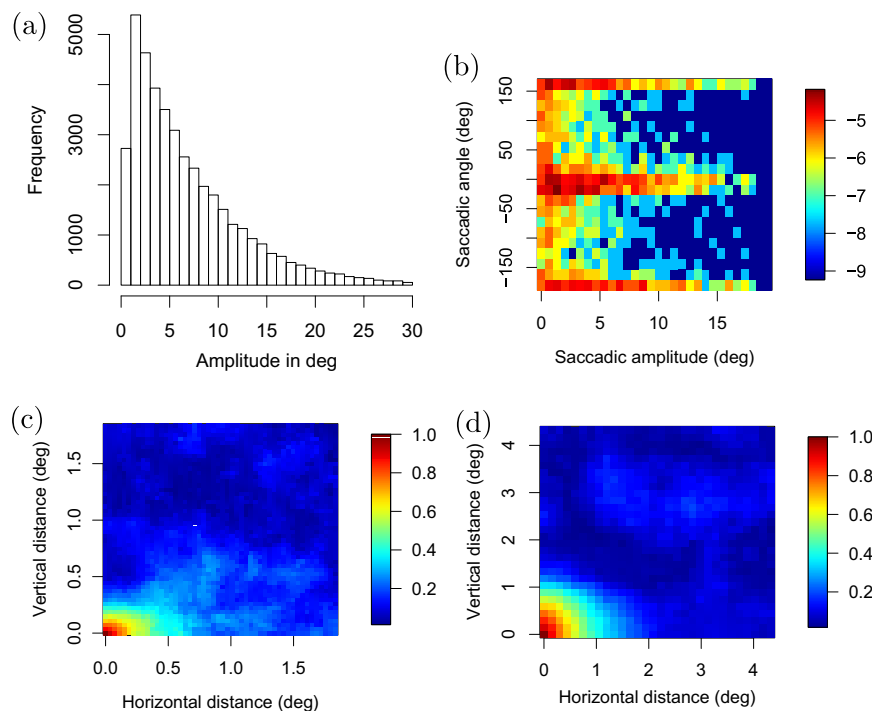 (a)
Frequency
0 1000 3000 5000
0 5 10 15 20 25 30
Amplitude in deg
(b)
Saccadic angle (deg)
−150 −50 50 150
0 5 10 15
Saccadic amplitude (deg)
−5
−6
−7
−8
−9
(c)
Vertical distance (deg)
0.0 0.5 1.0 1.5
0.0 0.5 1.0 1.5
Horizontal distance (deg)
1.0
0.8
0.6
0.4
0.2
(d)
Vertical distance (deg)
0 1 2 3 4
0 1 2 3 4
Horizontal distance (deg)
1.0
0.8
0.6
0.4
0.2